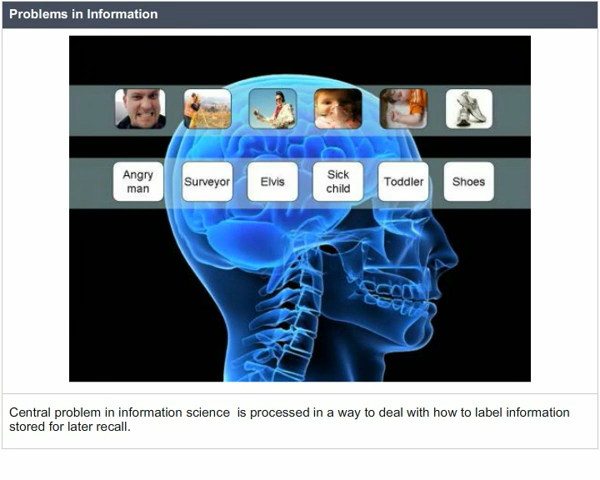 Problems in Information
Angry
man
Surveyor
Elvis
Sick
child
Toddler
Shoes
Central problem in information science  is processed in a way to deal with how to label information
stored for later recall.